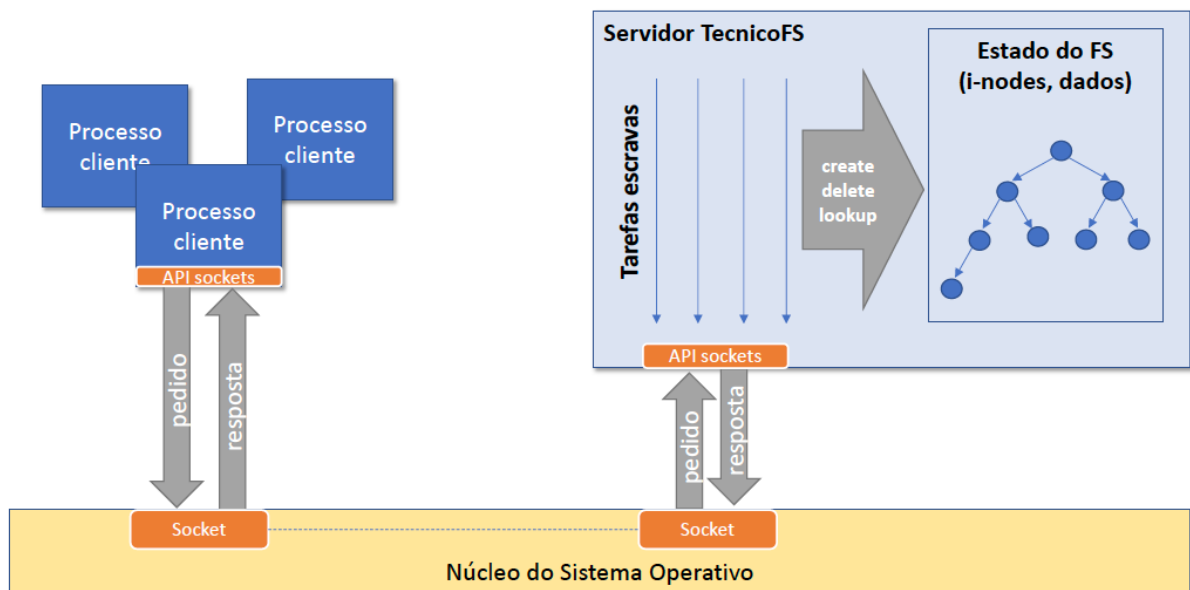 Processo
cliente
Processo
cliente
Processo
cliente
API sockets
pedido
resposta
Servidor TecnicoFS
Tarefas escravas
create
delete
lookup
Estado do FS
(i-nodes, dados)
API sockets
pedido
resposta
Socket
Socket
Núcleo do Sistema Operativo